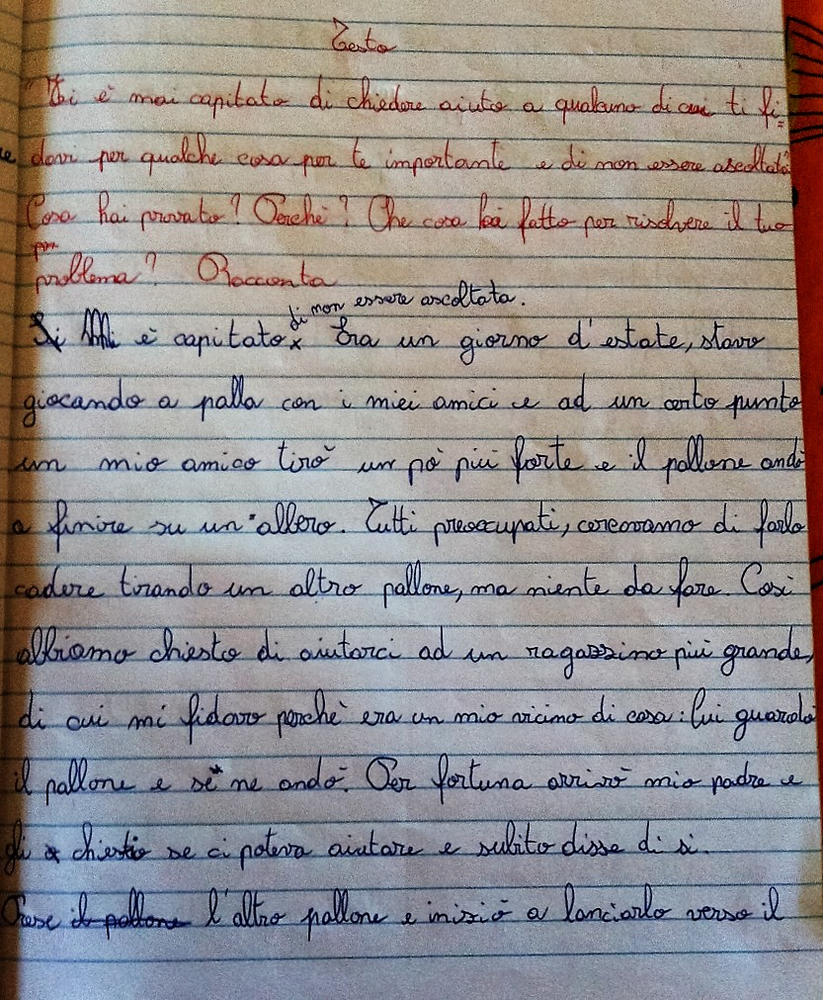 Testo
"Ti è mai capitato di chiedere aiuto a qualcuno di cui ti fi=
davi per qualche cosa per te importante e di non essere ascoltata?
Cosa hai provato? Perché? Che cosa hai fatto per risolvere il tuo
problema? Racconta
di non essere ascoltata.
Si Mi è capitato x Era un giorno d'estate, stavo
giocando a palla con i miei amici e ad un certo punto
un mio amico tirò un pò più forte e il pallone andò
a finire su un albero. Tutti preoccupati, cercavamo di farlo
cadere tirando un altro pallone, ma niente da fare. Così
abbiamo chiesto di aiutarci ad un ragazzino più grande,
di cui mi fidavo perchè era un mio vicino di casa: lui guardò
il pallone e se ne andò. Per fortuna arrivò mio padre e
gli chiesi se ci poteva aiutare e subito disse di si.
Prese il pallone l'altro pallone e iniziò a lanciarlo verso il